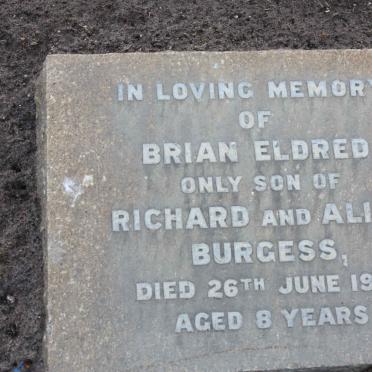 IN LOVING MEMORY
OF
BRIAN ELDRED
ONLY SON OF
RICHARD AND
BURGESS,
DIED 26TH JUNE
AGED 8 YEARS